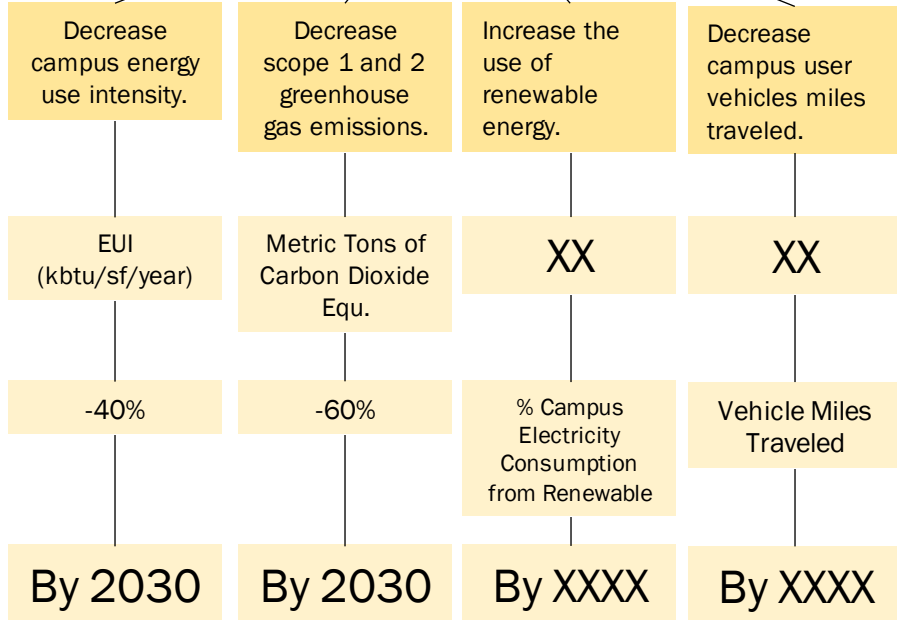 Decrease
campus energy
use intensity.
EUI
(kbtu/sf/year)
-40%
By 2030
Decrease
scope 1 and 2
greenhouse
gas emissions.
Metric Tons of
Carbon Dioxide
Equ.
-60%
By 2030
Increase the
use of
renewable
energy.
XX
% Campus
Electricity
Consumption
from Renewable
By XXXX
Decrease
campus user
vehicles miles
traveled.
XX
Vehicle Miles
Traveled
By XXXX